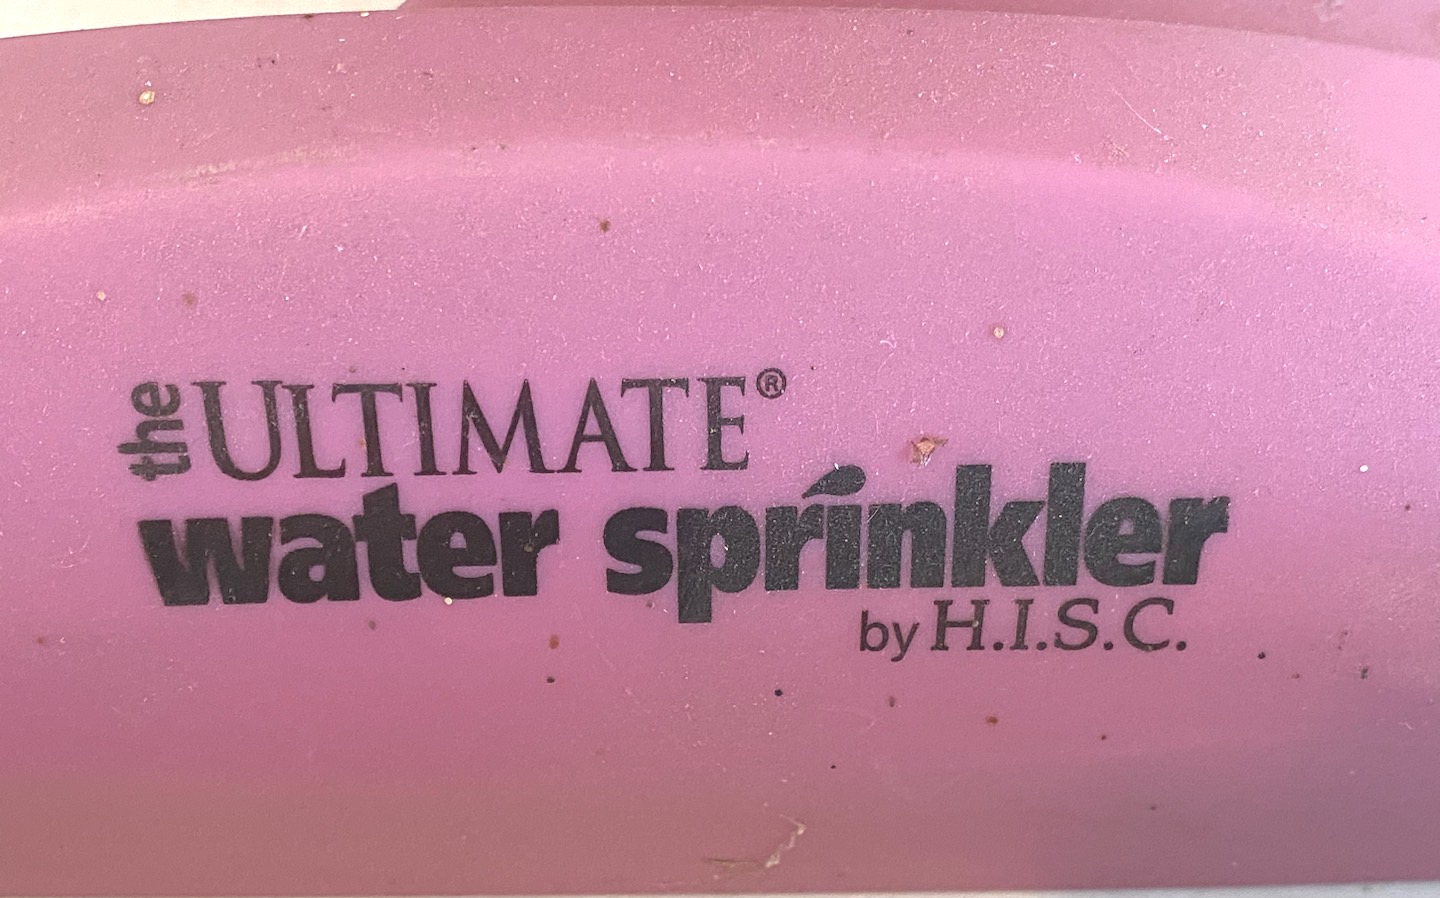 the ULTIMATE®
water sprinkler
by H.I.S.C.